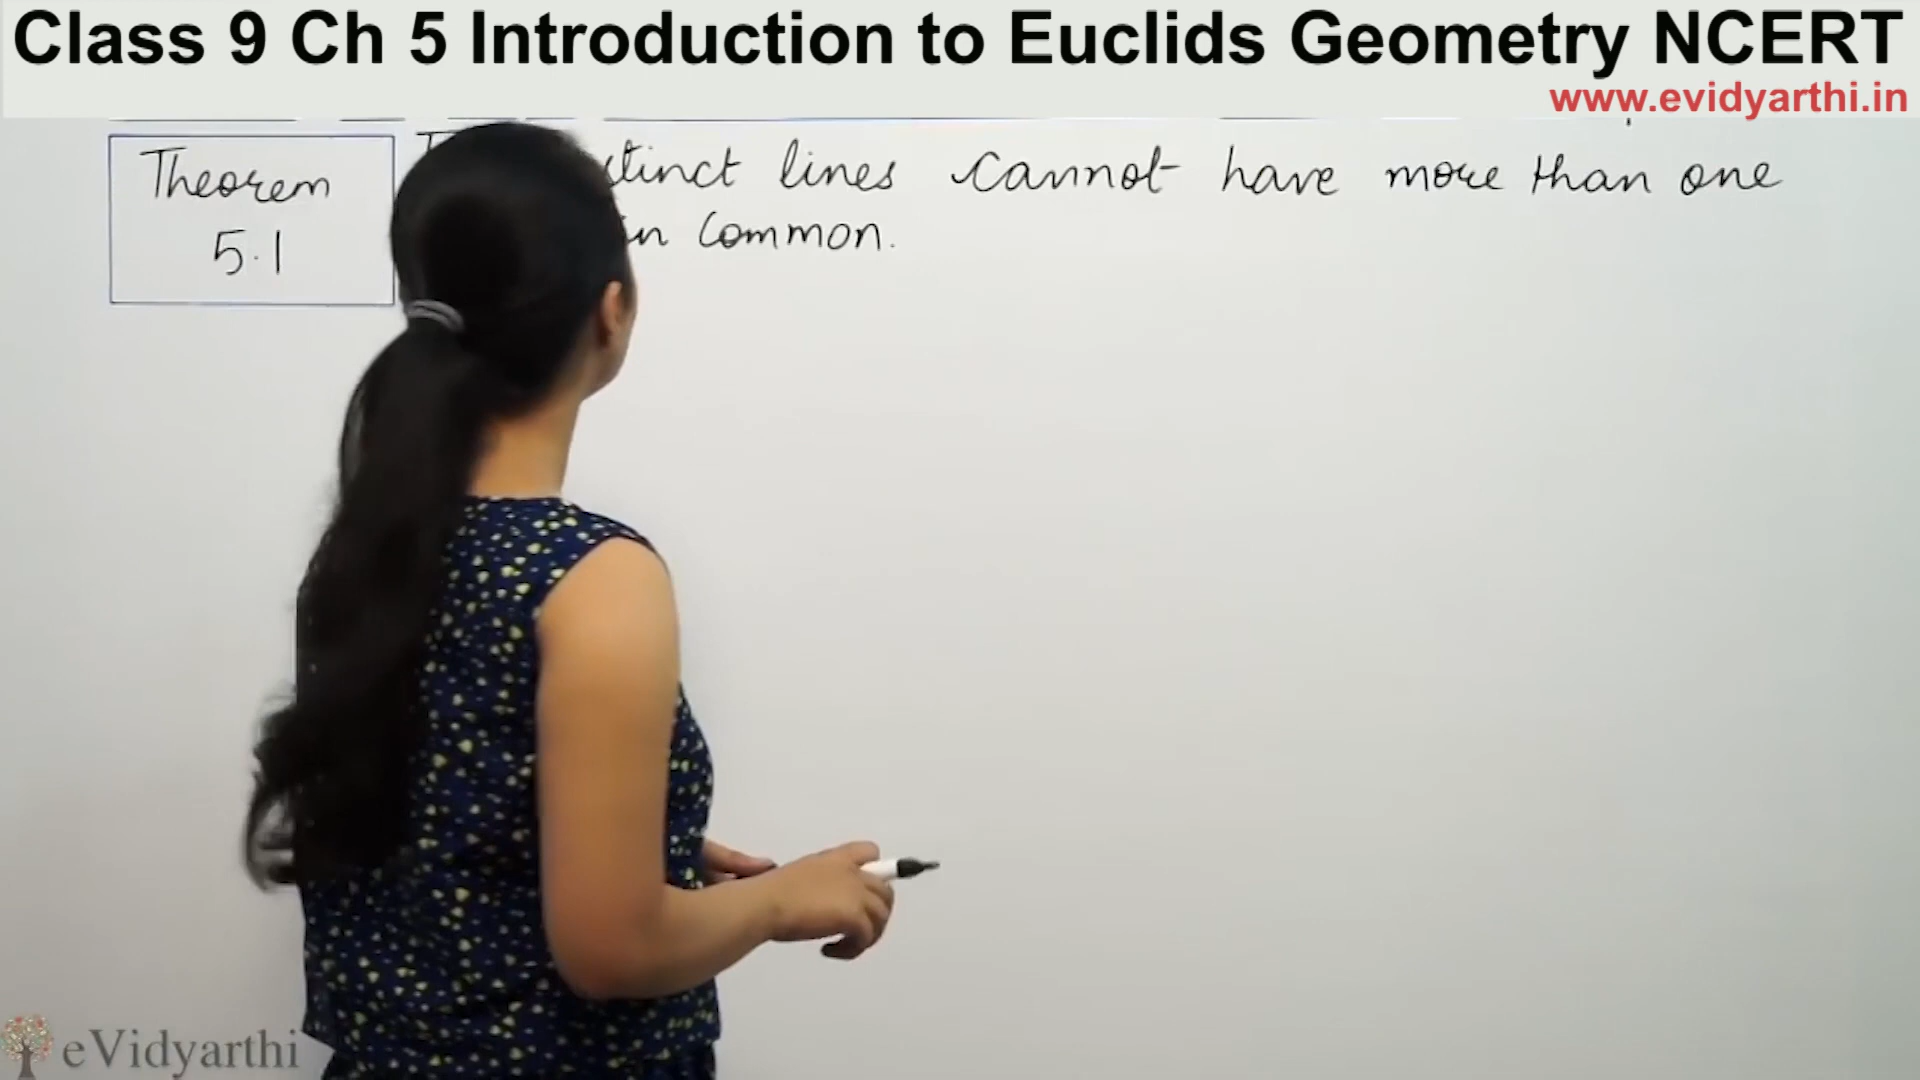 Class 9 Ch 5 Introduction to Euclids Geometry NCERT
www.evidyarthi.in
Theorem
5.1
lines cannot have more than one
in common.
eVidyarthi